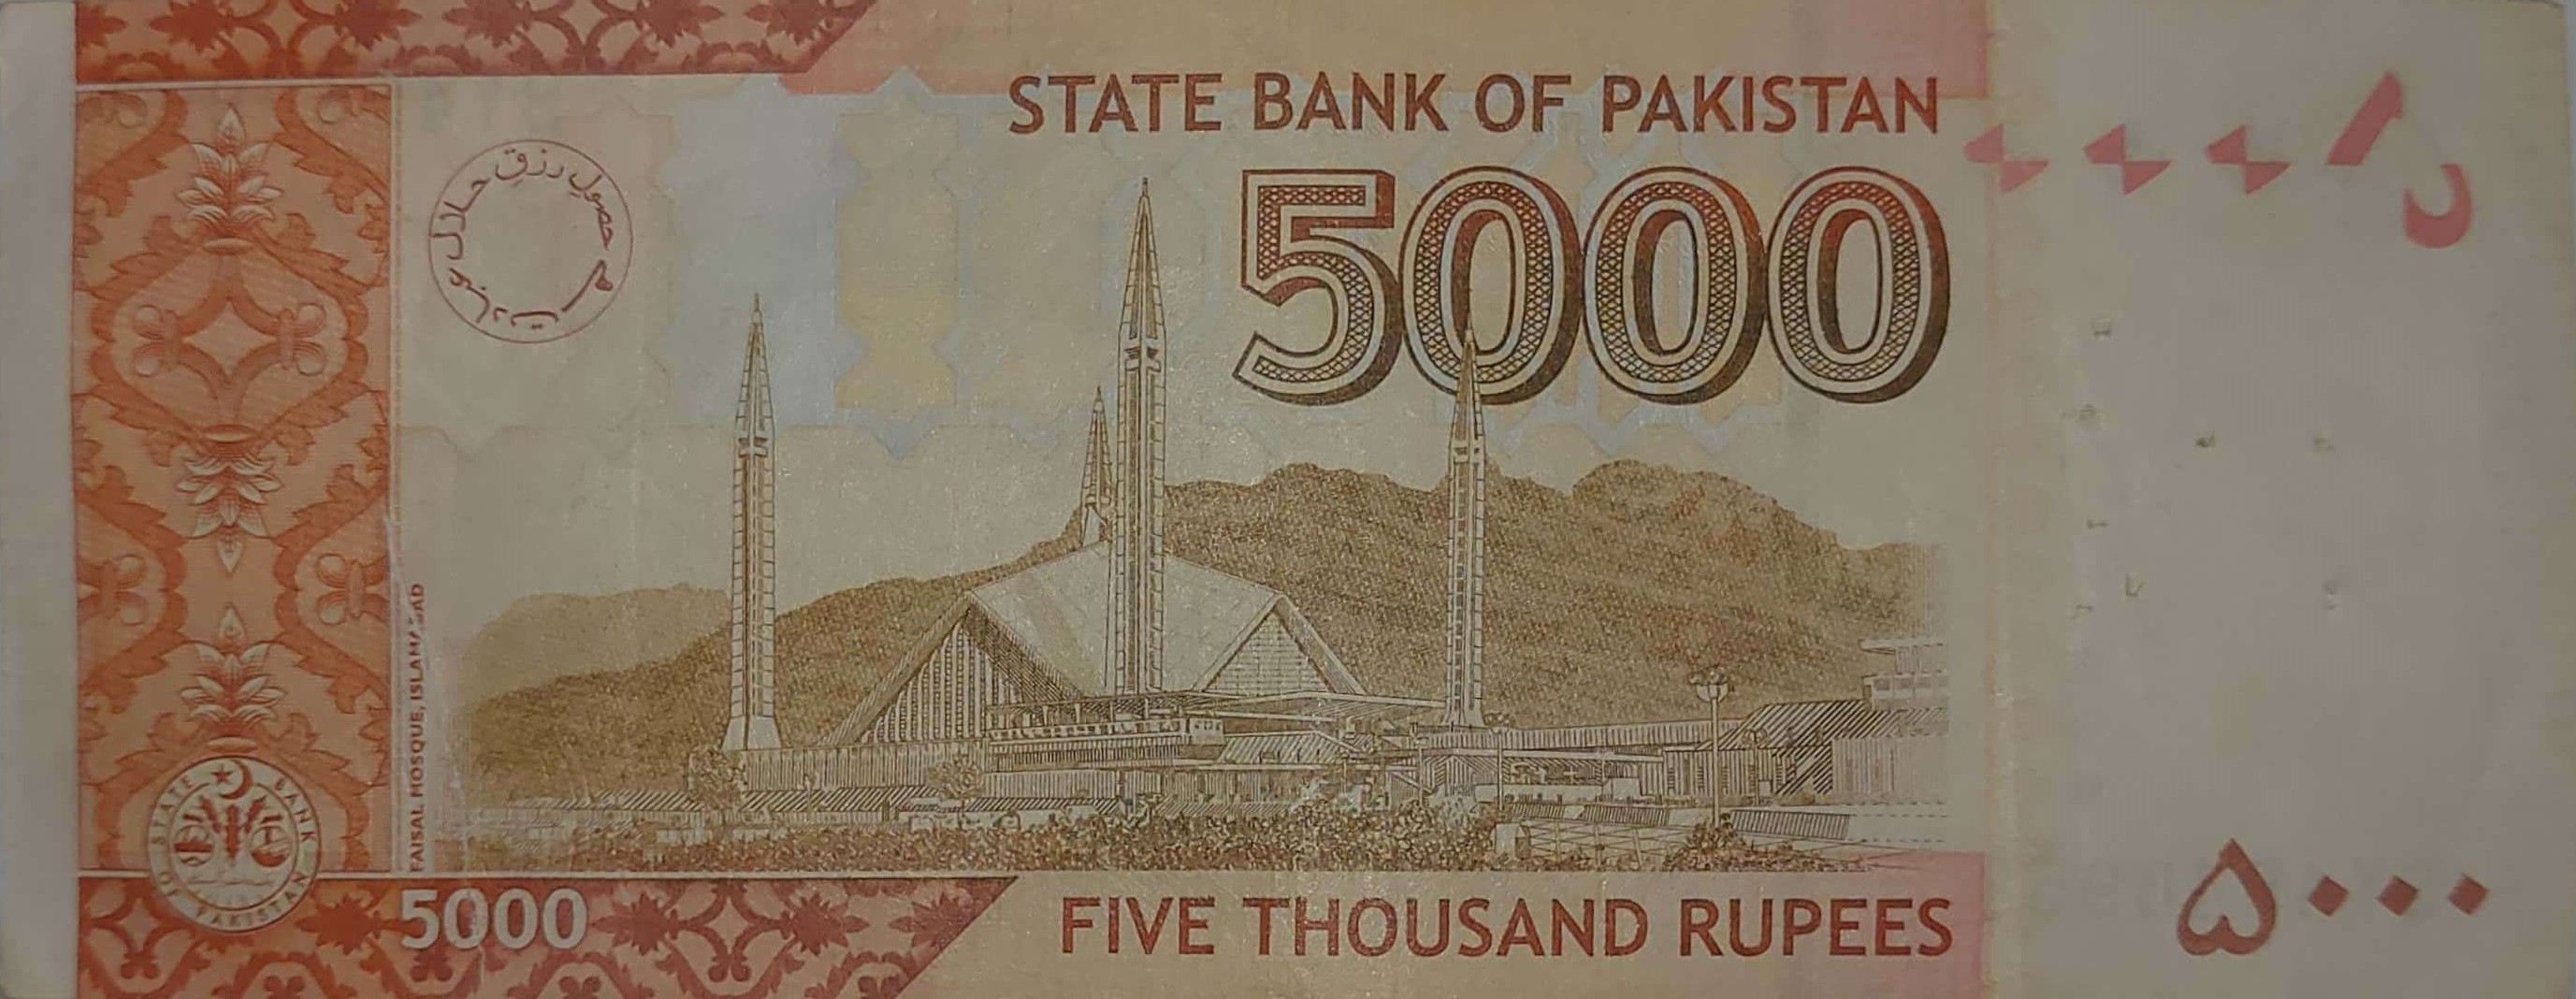 STATE BANK OF PAKISTAN
حصول رزق حلال عبادت ہے
5000
FAISAL MOSQUE, ISLAMABAD
STATE BANK OF PAKISTAN
5000
FIVE THOUSAND RUPEES
۵۰۰۰